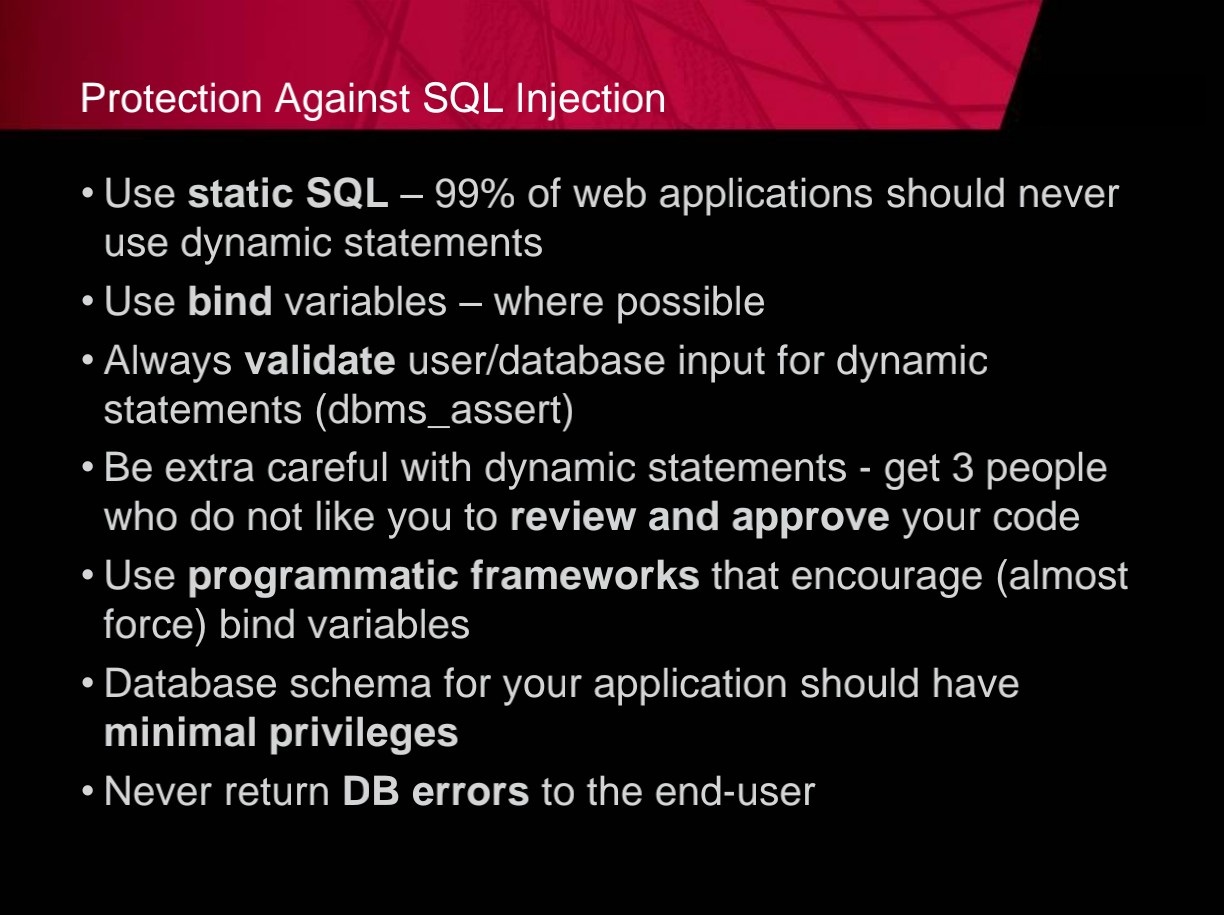 Protection Against SQL Injection
• Use static SQL – 99% of web applications should never
use dynamic statements
• Use bind variables – where possible
• Always validate user/database input for dynamic
statements (dbms_assert)
• Be extra careful with dynamic statements - get 3 people
who do not like you to review and approve your code
• Use programmatic frameworks that encourage (almost
force) bind variables
• Database schema for your application should have
minimal privileges
• Never return DB errors to the end-user